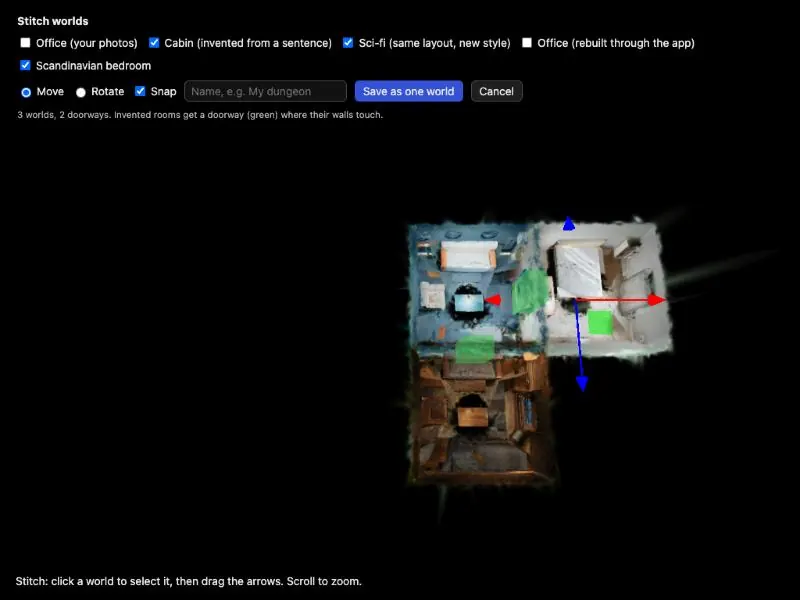 Stitch worlds
Office (your photos) Cabin (invented from a sentence) Sci-fi (same layout, new style) Office (rebuilt through the app)
Scandinavian bedroom
Move Rotate Snap Name, e.g. My dungeon Save as one world Cancel
3 worlds, 2 doorways. Invented rooms get a doorway (green) where their walls touch.
Stitch: click a world to select it, then drag the arrows. Scroll to zoom.